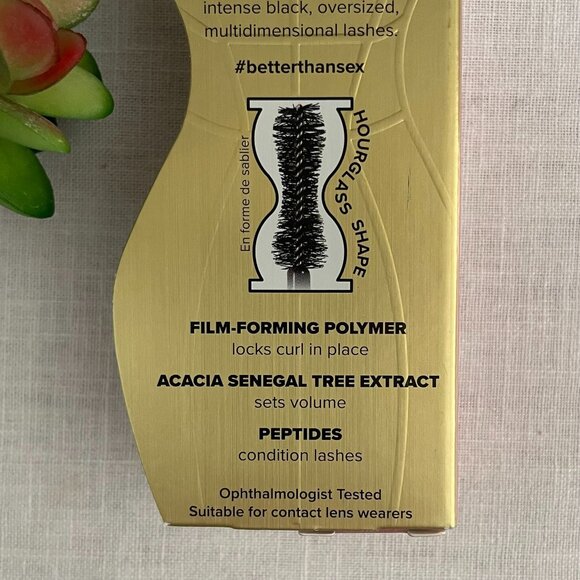 intense black, oversized,
multidimensional lashes.
#betterthansex
En forme de sablier
HOURGLASS SHAPE
FILM-FORMING POLYMER
locks curl in place
ACACIA SENEGAL TREE EXTRACT
sets volume
PEPTIDES
condition lashes
Ophthalmologist Tested
Suitable for contact lens wearers